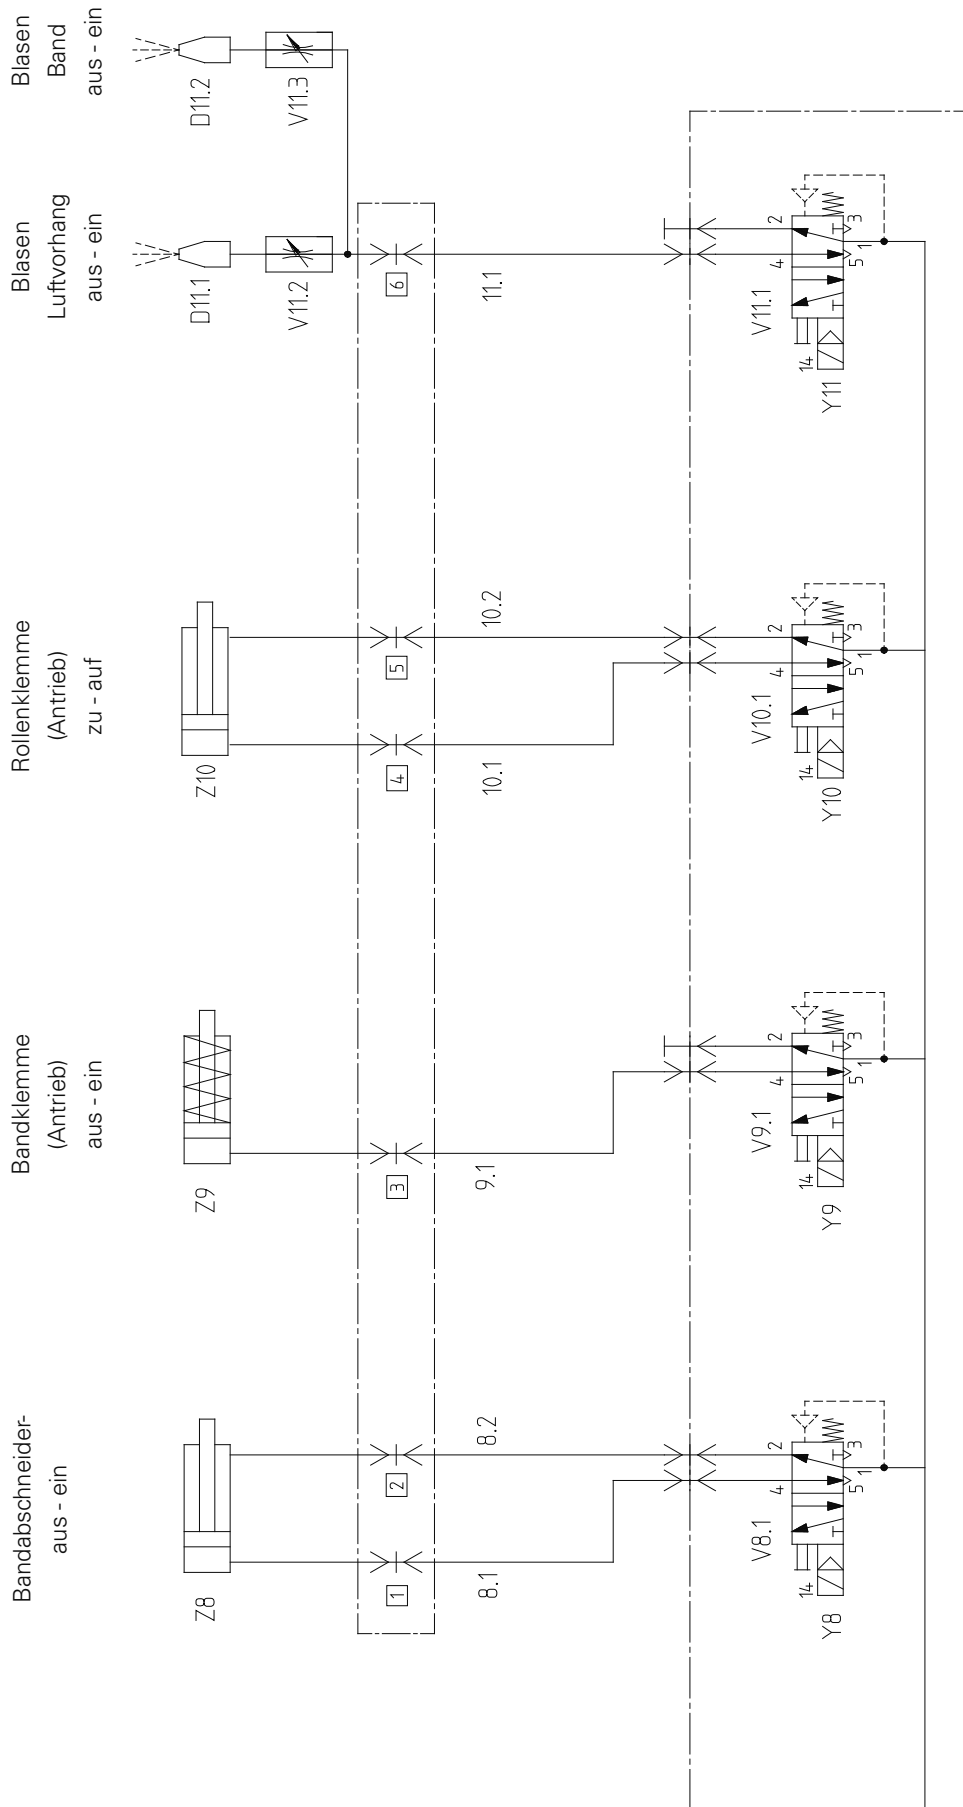 Bandabschneider-
aus - ein
Bandklemme
(Antrieb)
aus - ein
Rollenklemme
(Antrieb)
zu - auf
Blasen
Luftvorhang
aus - ein
Blasen
Band
aus - ein
Z8
Z9
Z10
D11.1
D11.2
V11.2
V11.3
1
2
3
4
5
6
8.1
8.2
9.1
10.1
10.2
11.1
V8.1
4
2
14
5
1
3
Y8
V9.1
4
2
14
5
1
3
Y9
V10.1
4
2
14
5
1
3
Y10
V11.1
4
2
14
5
1
3
Y11